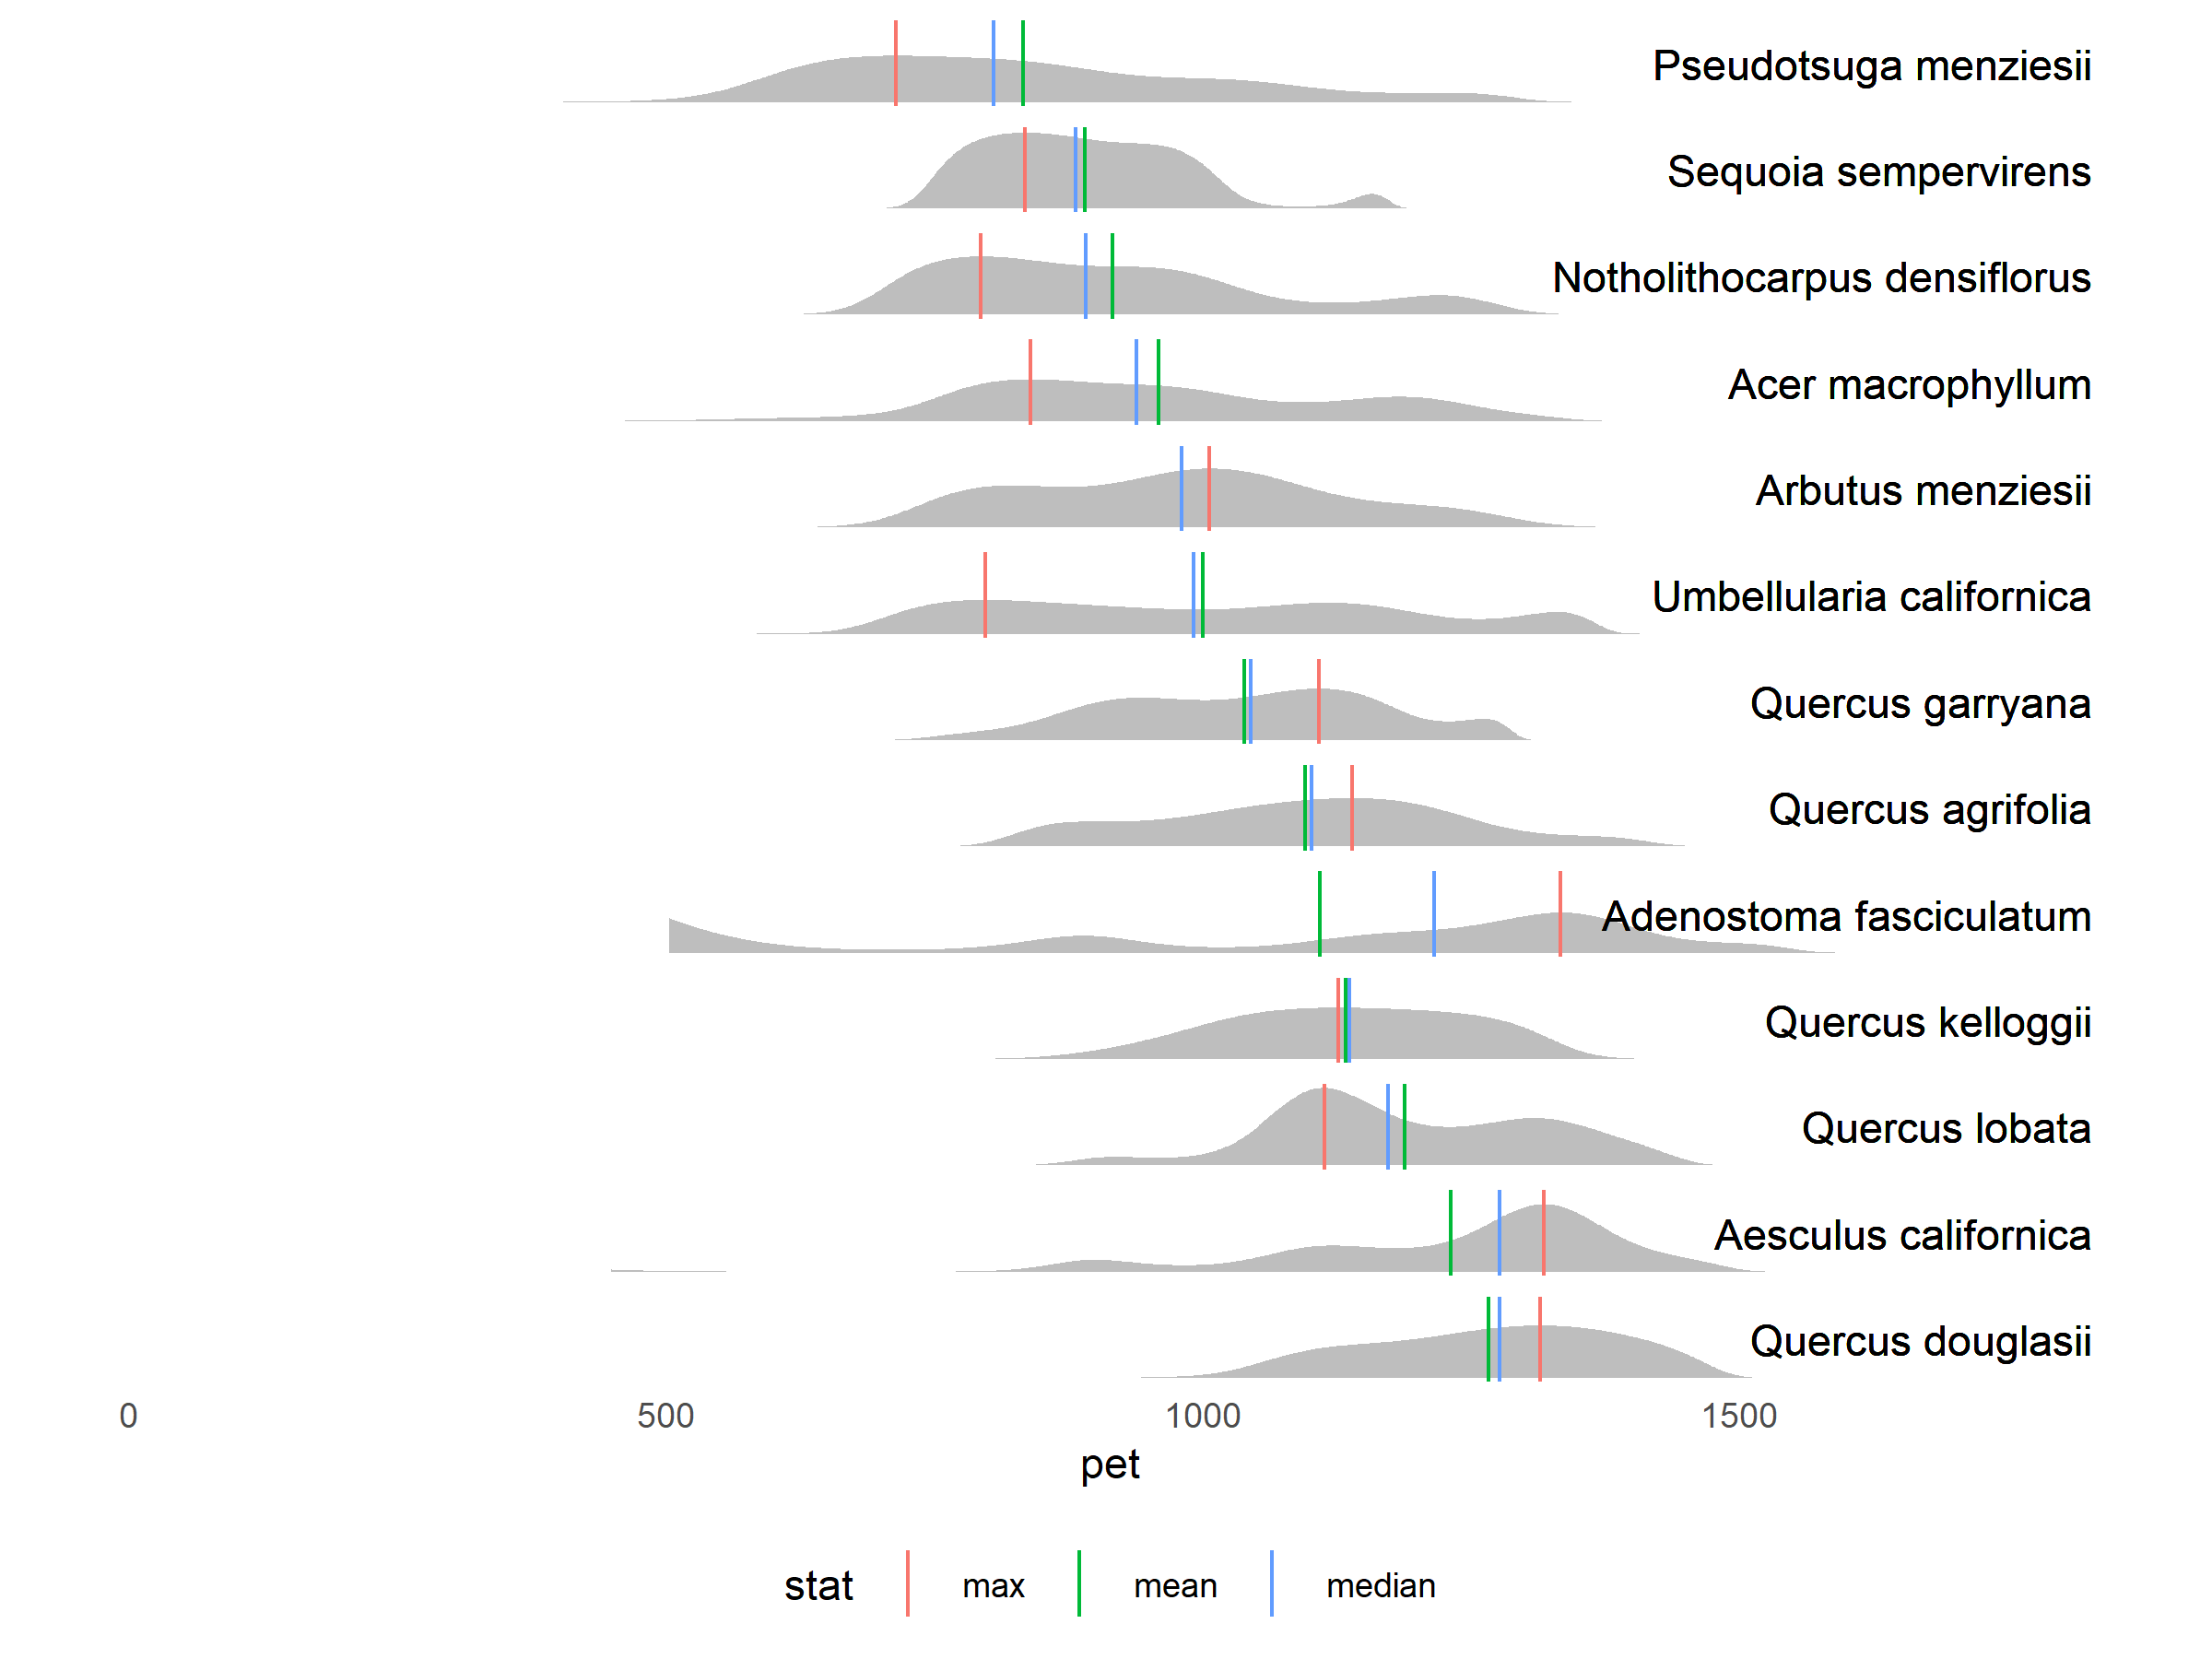 Pseudotsuga menziesii
Sequoia sempervirens
Notholithocarpus densiflorus
Acer macrophyllum
Arbutus menziesii
Umbellularia californica
Quercus garryana
Quercus agrifolia
Adenostoma fasciculatum
Quercus kelloggii
Quercus lobata
Aesculus californica
Quercus douglasii
0 500 1000 1500
pet
stat max mean median